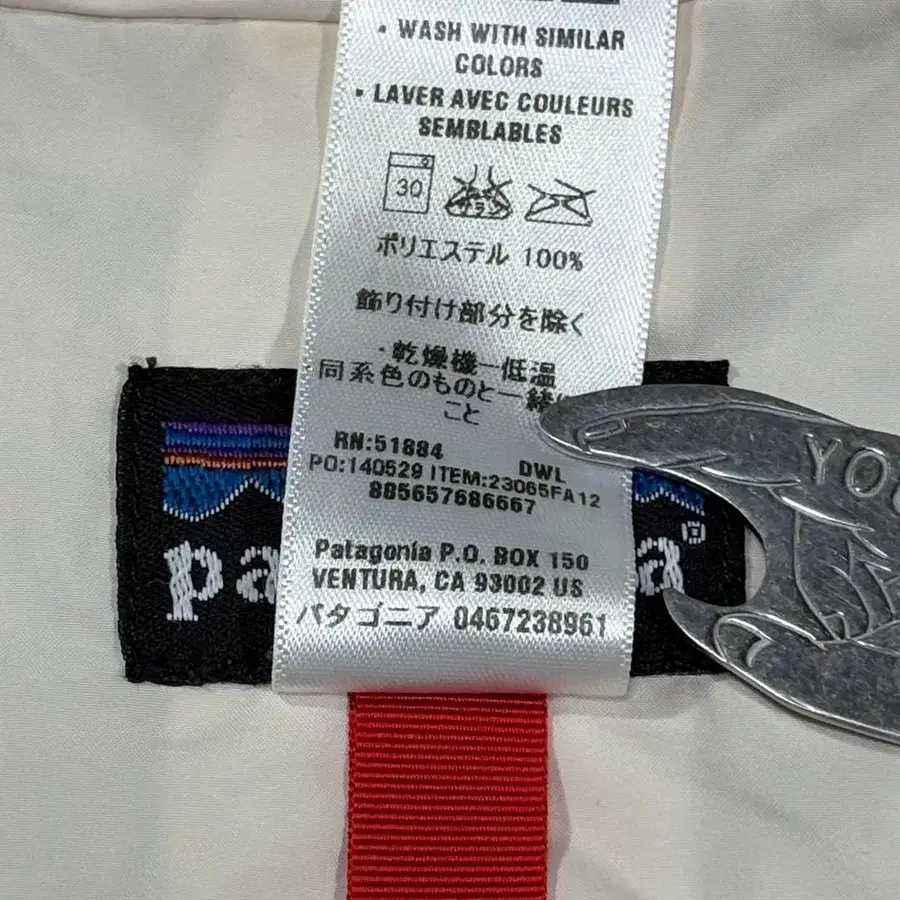 • WASH WITH SIMILAR
COLORS
• LAVER AVEC COULEURS
SEMBLABLES
30
ポリエステル 100%
飾り付け部分を除く
・乾燥機一低温
同系色のものと一緒に
こと
RN:51884 DWL
PO:140529 ITEM:23065FA12
885657686667
Patagonia P.O. BOX 150
VENTURA, CA 93002 US
パタゴニア 0467238961
pa
a
YO